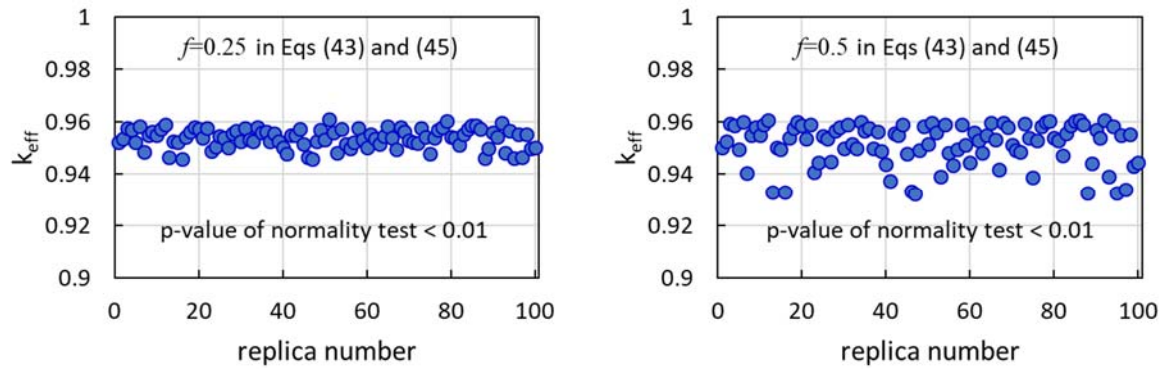 f=0.25 in Eqs (43) and (45)
k_eff
1
0.98
0.96
0.94
0.92
0.9
p-value of normality test < 0.01
0 20 40 60 80 100
replica number
f=0.5 in Eqs (43) and (45)
k_eff
1
0.98
0.96
0.94
0.92
0.9
p-value of normality test < 0.01
0 20 40 60 80 100
replica number